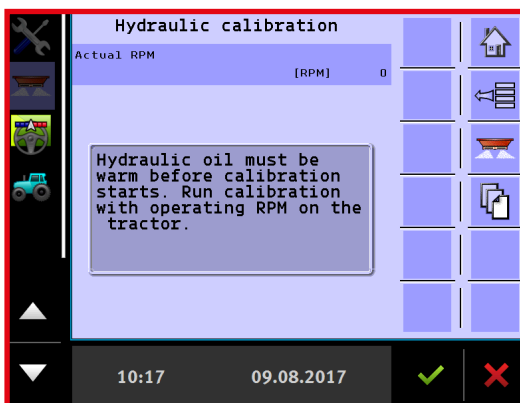 Hydraulic calibration
Actual RPM
[RPM] 0
Hydraulic oil must be
warm before calibration
starts. Run calibration
with operating RPM on the
tractor.
10:17 09.08.2017